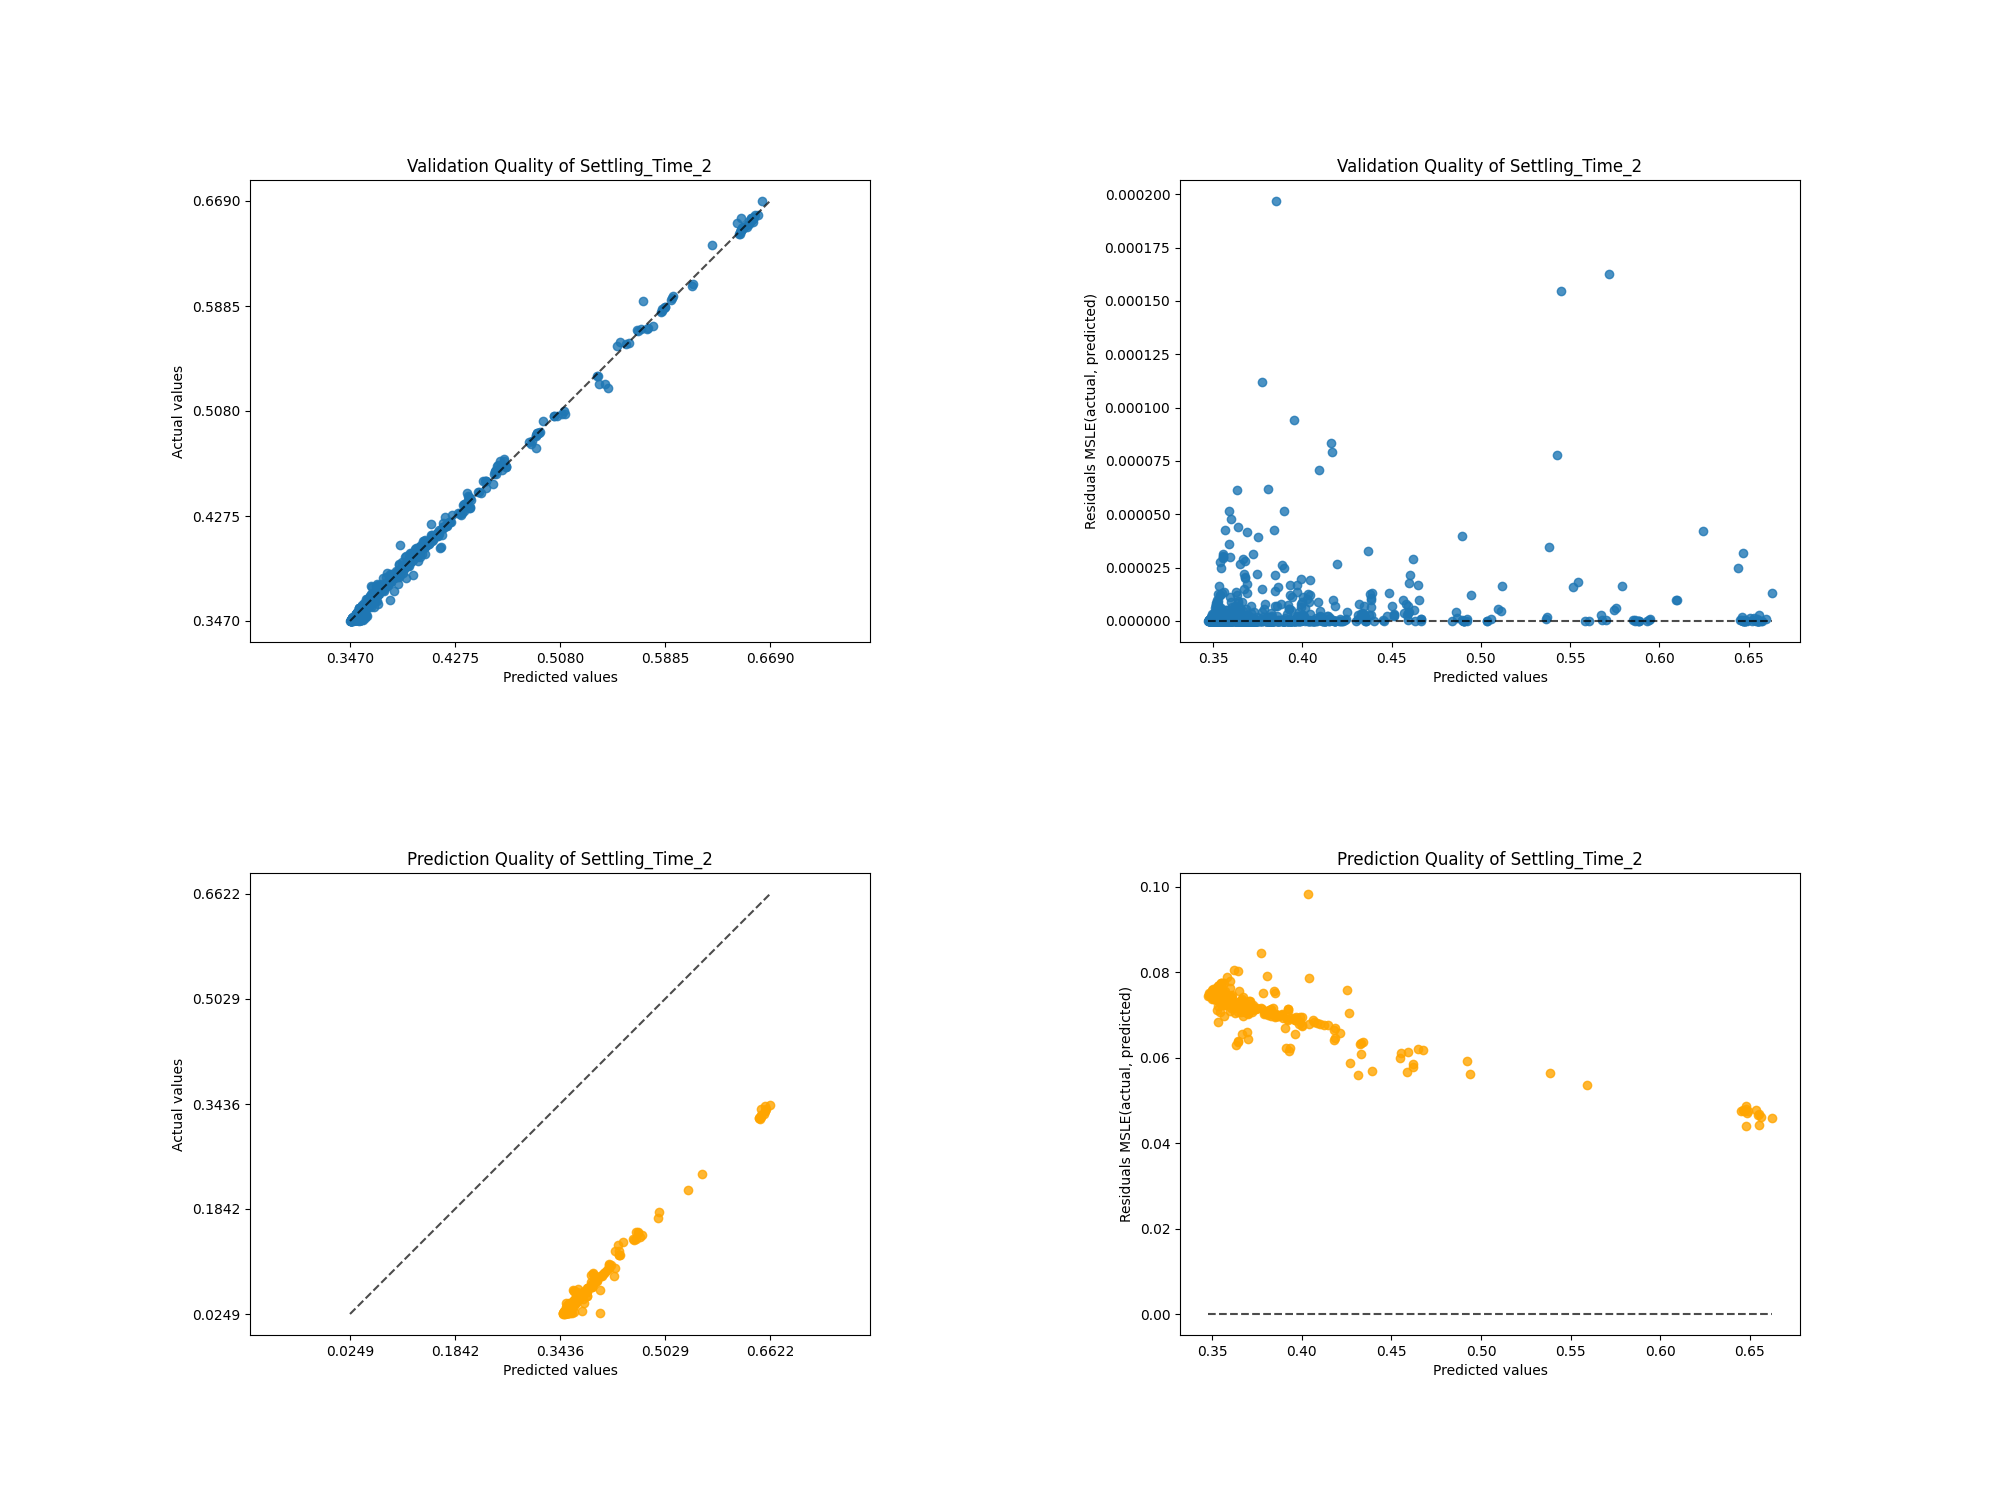 Validation Quality of Settling_Time_2
0.6690
0.5885
0.5080
0.4275
0.3470
Actual values
0.3470 0.4275 0.5080 0.5885 0.6690
Predicted values
Validation Quality of Settling_Time_2
0.000200
0.000175
0.000150
0.000125
0.000100
0.000075
0.000050
0.000025
0.000000
Residuals MSLE(actual, predicted)
0.35 0.40 0.45 0.50 0.55 0.60 0.65
Predicted values
Prediction Quality of Settling_Time_2
0.6622
0.5029
0.3436
0.1842
0.0249
Actual values
0.0249 0.1842 0.3436 0.5029 0.6622
Predicted values
Prediction Quality of Settling_Time_2
0.10
0.08
0.06
0.04
0.02
0.00
Residuals MSLE(actual, predicted)
0.35 0.40 0.45 0.50 0.55 0.60 0.65
Predicted values